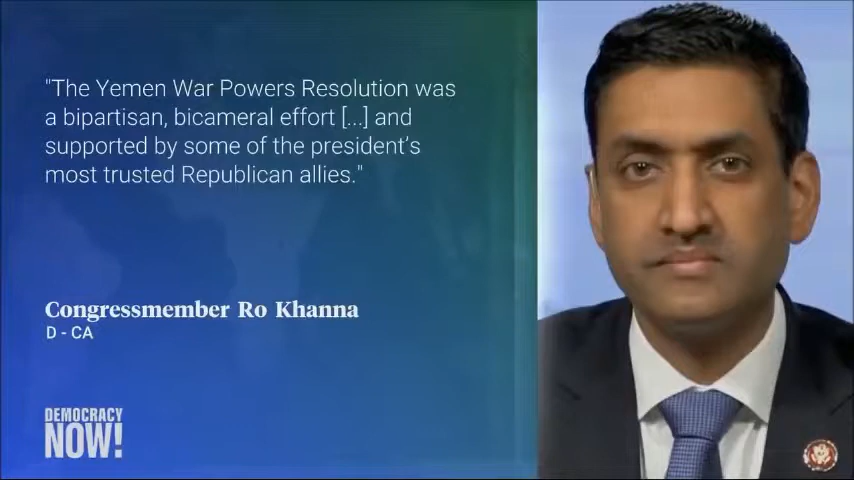 "The Yemen War Powers Resolution was
a bipartisan, bicameral effort [...] and
supported by some of the president's
most trusted Republican allies."
Congressmember Ro Khanna
D - CA
DEMOCRACY
NOW!